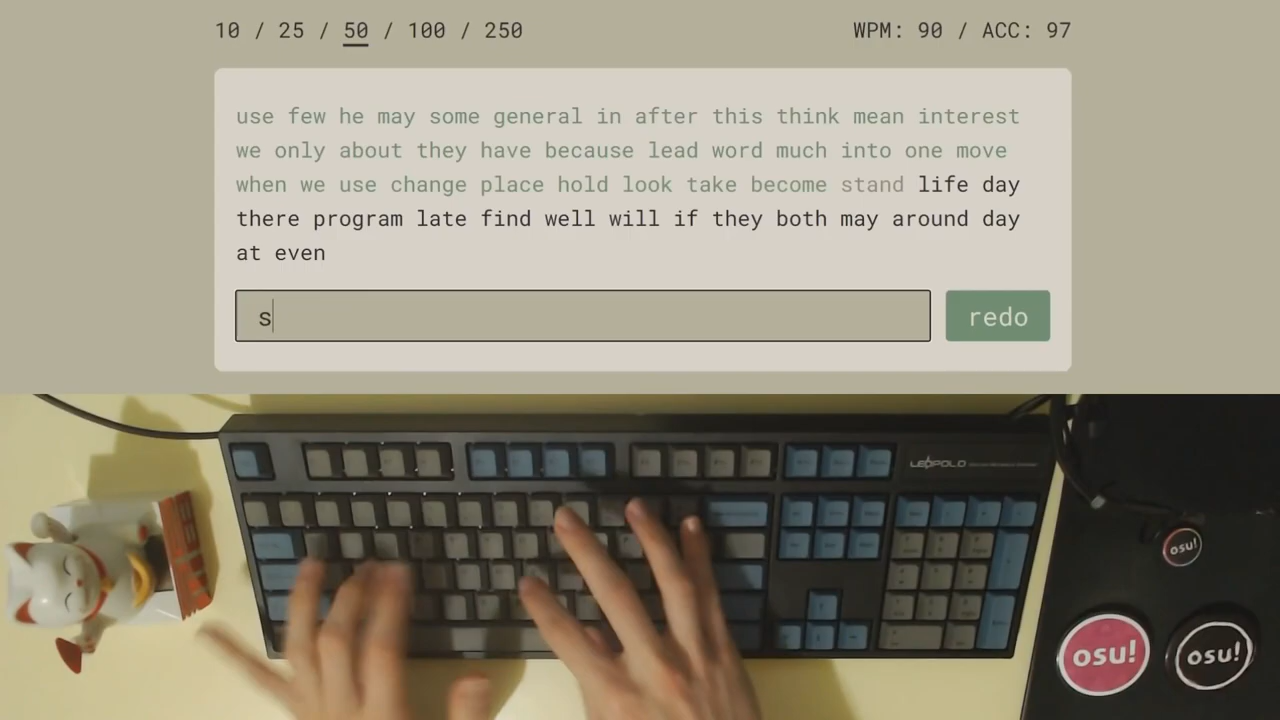 10 / 25 / 50 / 100 / 250
WPM: 90 / ACC: 97
use few he may some general in after this think mean interest
we only about they have because lead word much into one move
when we use change place hold look take become stand life day
there program late find well will if they both may around day
at even
s
redo
LEOPOLD
osu!
osu!
osu!